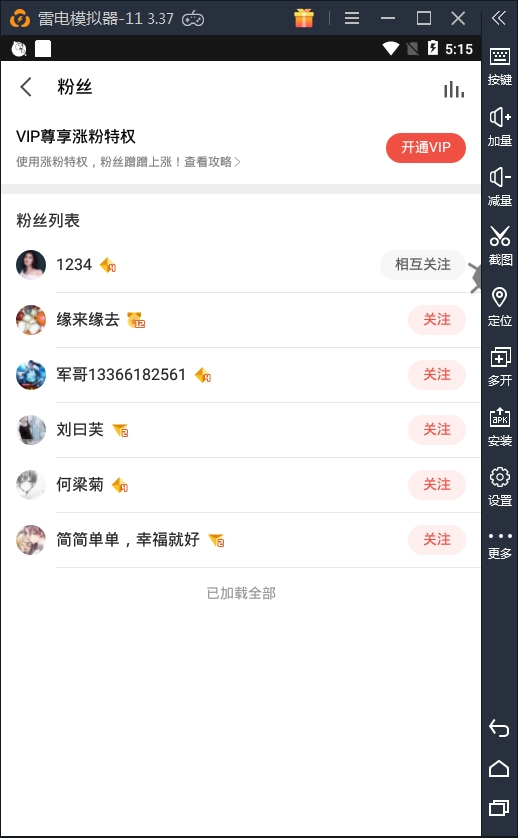 雷电模拟器-11 3.37
5:15
粉丝
VIP尊享涨粉特权
使用涨粉特权，粉丝蹭蹭上涨！查看攻略
开通VIP
粉丝列表
1234 4
相互关注
缘来缘去 12
关注
军哥13366182561
关注
刘曰芙 2
关注
何梁菊 4
关注
简简单单，幸福就好 2
关注
已加载全部
按键
加量
减量
截图
定位
多开
APK
安装
设置
更多